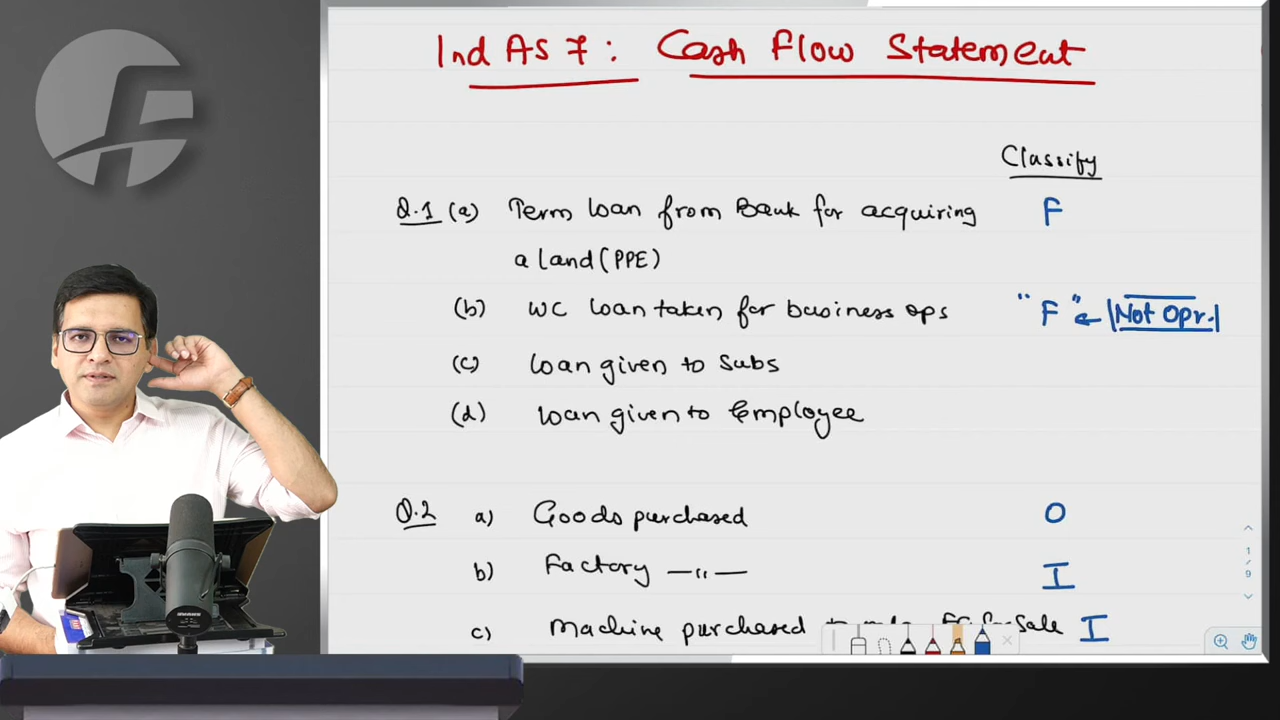 Ind AS 7 : Cash Flow Statement
Classify
Q.1 (a) Term loan from Bank for acquiring F
a land (PPE)
(b) WC loan taken for business ops "F" ← Not Opr.
(c) loan given to Subs
(d) loan given to Employee
Q.2 a) Goods purchased O
b) Factory —"— I
c) Machine purchased Sale I
1
/
9